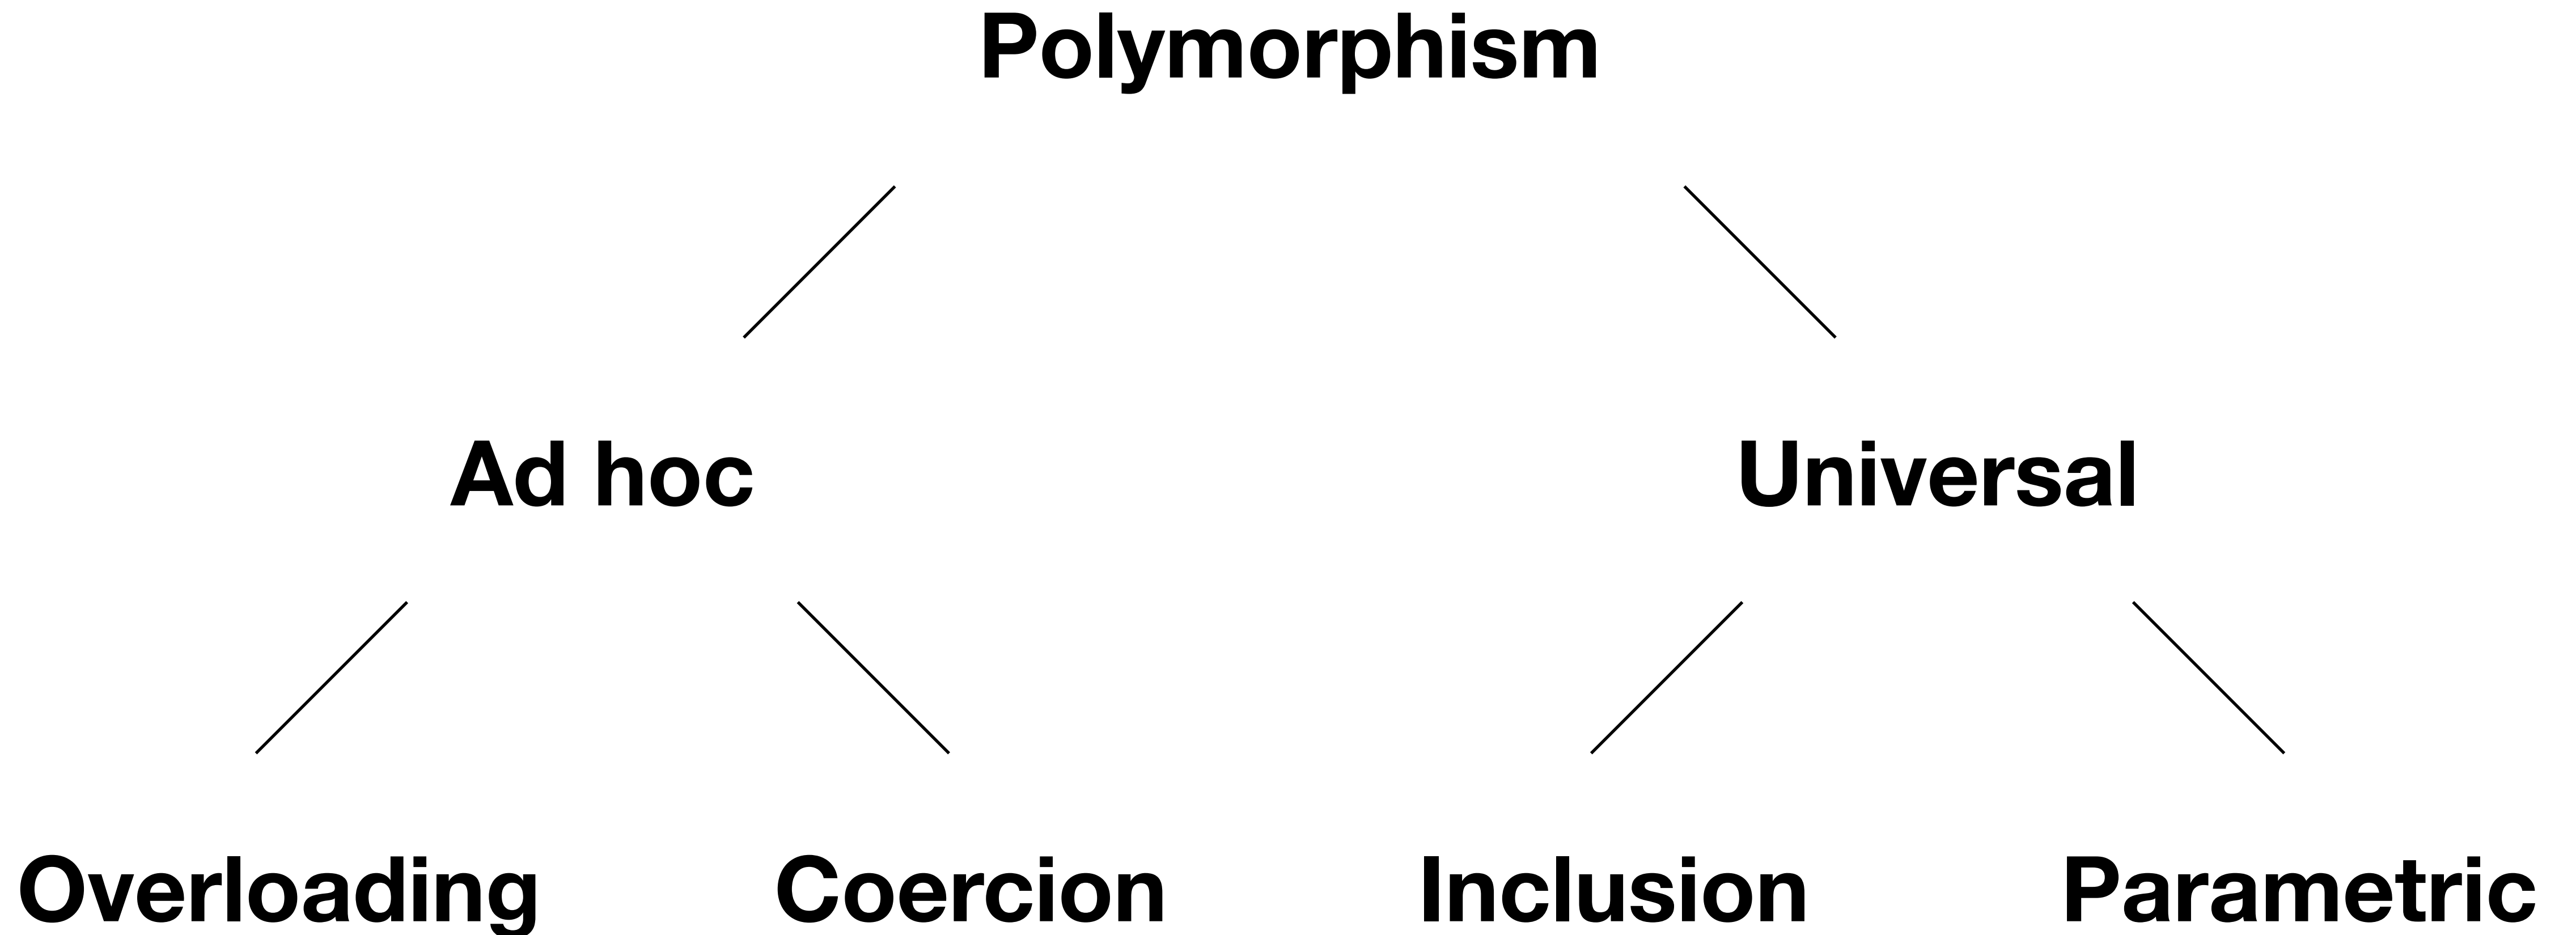 Polymorphism
Ad hoc
Universal
Overloading
Coercion
Inclusion
Parametric